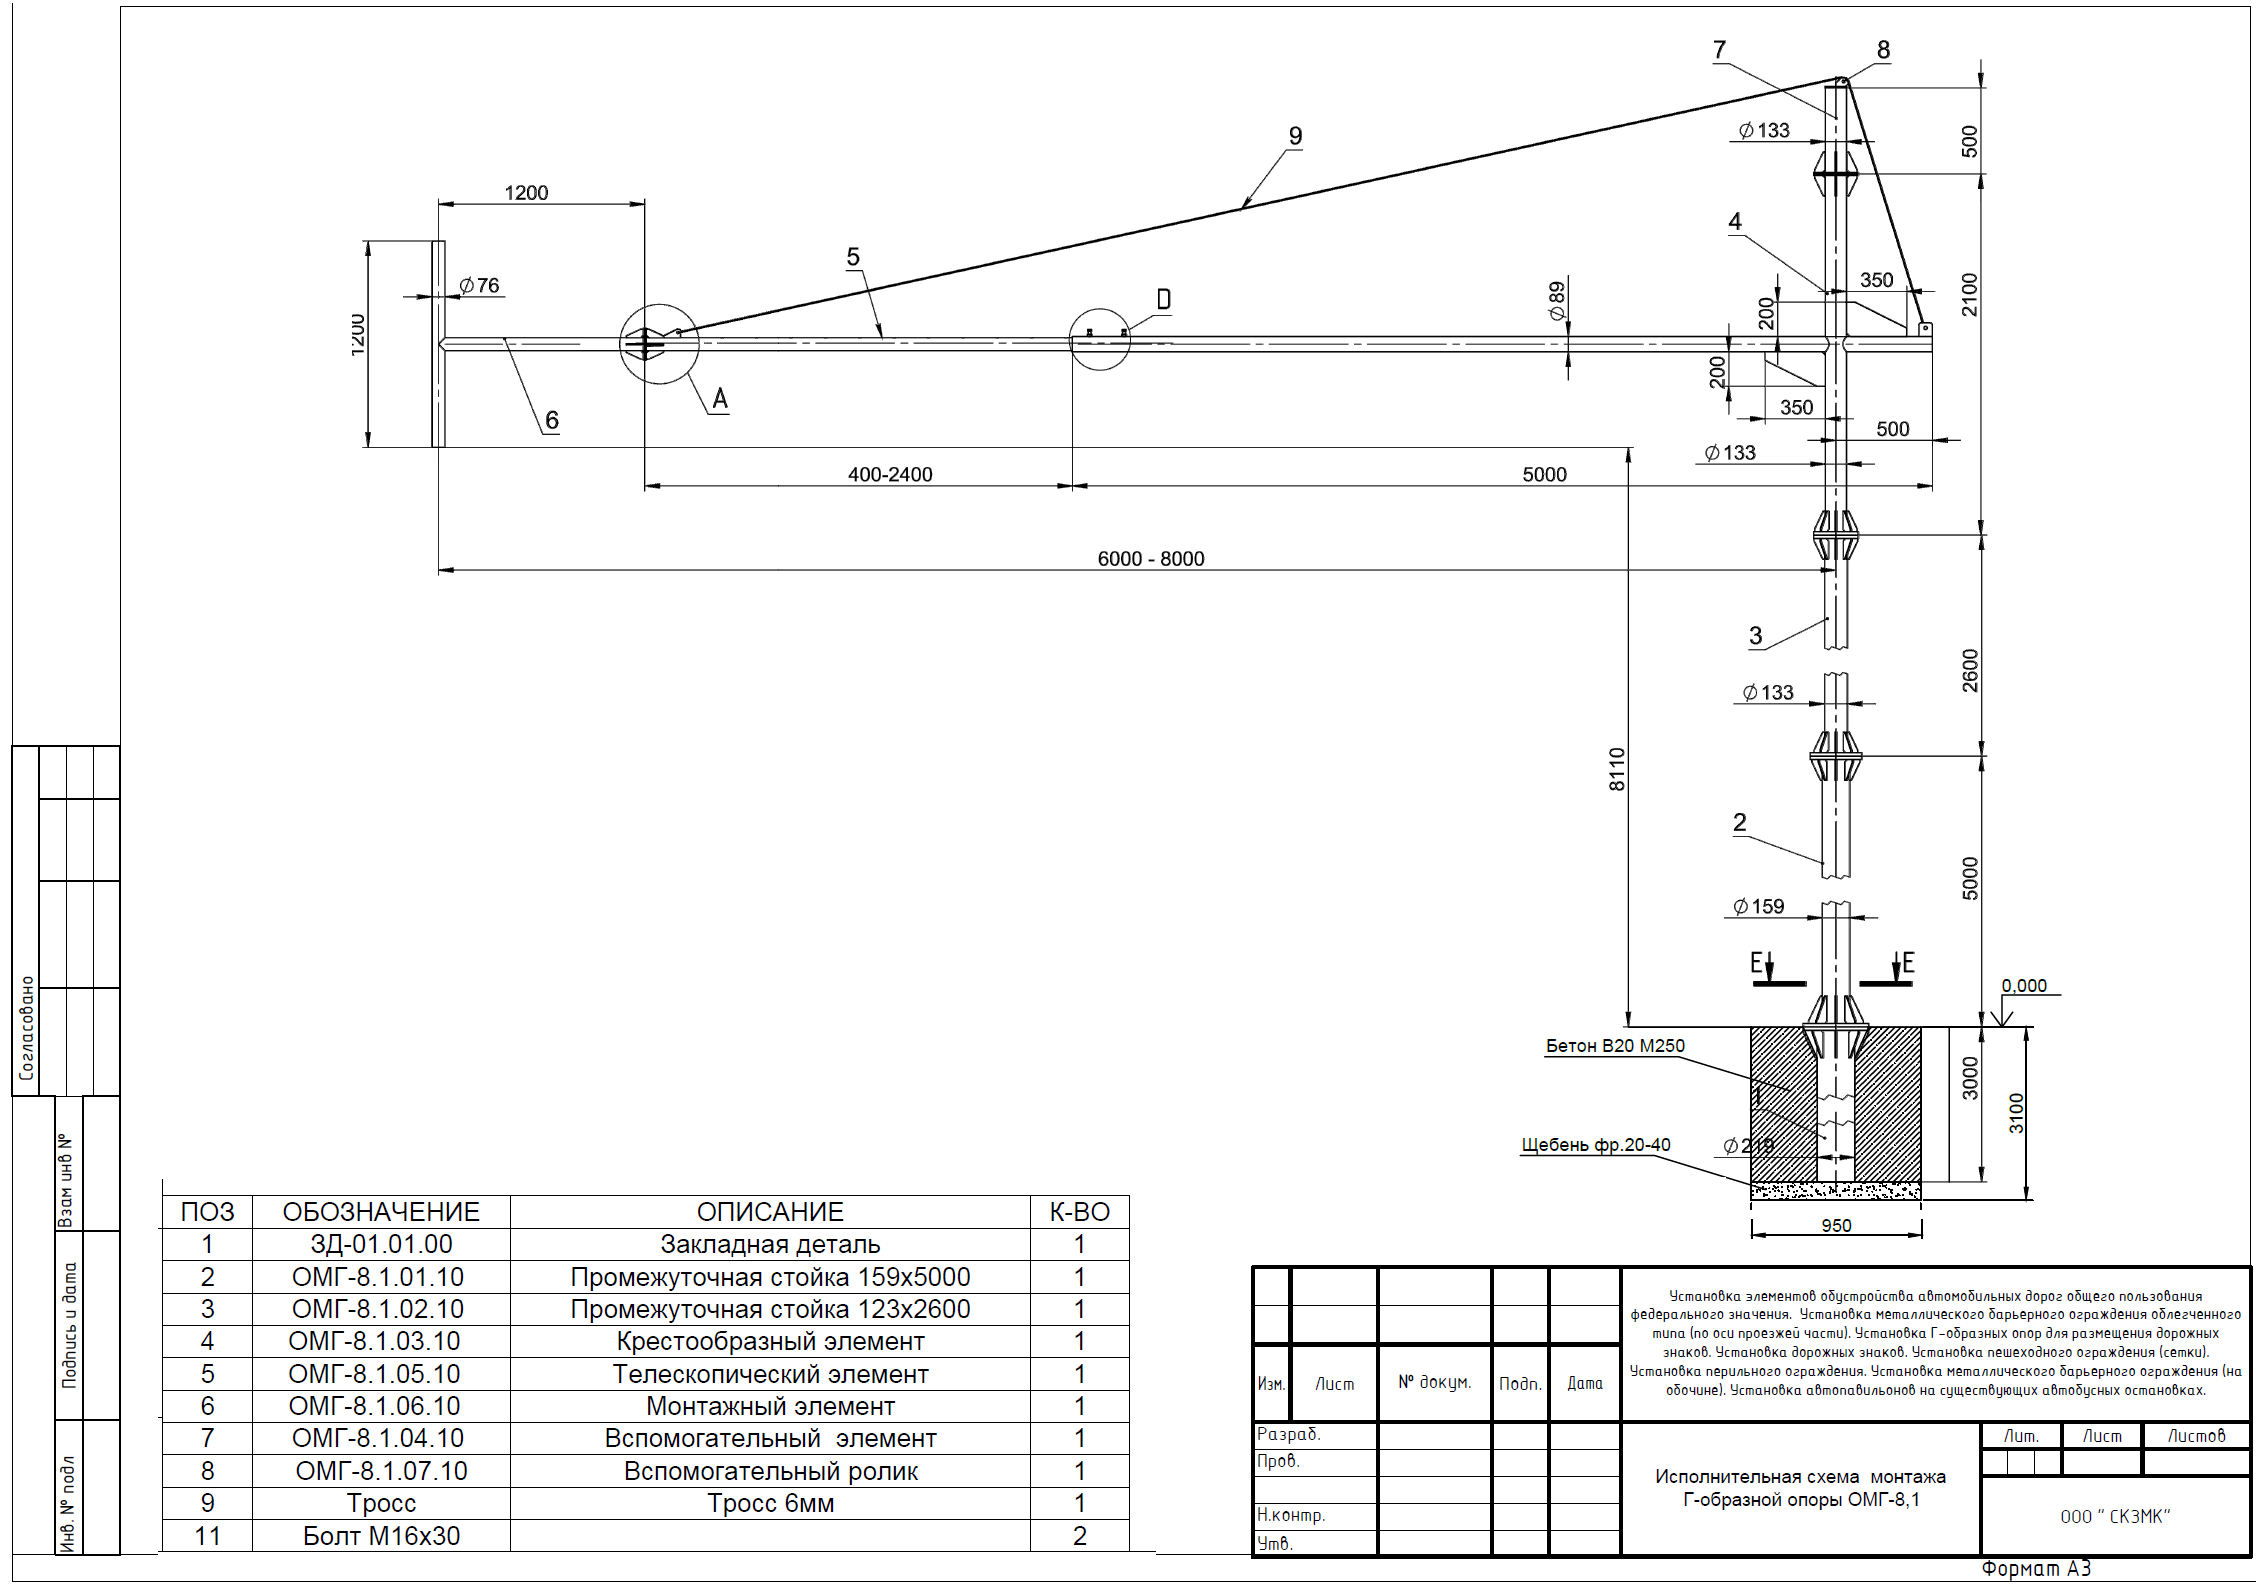 7
8
⌀133
500
9
1200
4
5
⌀76
D
⌀89
350
200
2100
1200
A
200
350
6
500
⌀133
400-2400
5000
6000 - 8000
3
2600
⌀133
8110
2
5000
⌀159
E
E
0,000
Бетон В20 М250
1
3000
3100
Щебень фр.20-40
⌀219
950
Согласовано
Взам инв №
Подпись и дата
Инв. № подл
ПОЗ ОБОЗНАЧЕНИЕ ОПИСАНИЕ К-ВО
1 ЗД-01.01.00 Закладная деталь 1
2 ОМГ-8.1.01.10 Промежуточная стойка 159х5000 1
3 ОМГ-8.1.02.10 Промежуточная стойка 123х2600 1
4 ОМГ-8.1.03.10 Крестообразный элемент 1
5 ОМГ-8.1.05.10 Телескопический элемент 1
6 ОМГ-8.1.06.10 Монтажный элемент 1
7 ОМГ-8.1.04.10 Вспомогательный элемент 1
8 ОМГ-8.1.07.10 Вспомогательный ролик 1
9 Тросс Тросс 6мм 1
11 Болт М16х30 2
Установка элементов обустройства автомобильных дорог общего пользования
федерального значения. Установка металлического барьерного ограждения облегченного
типа (по оси проезжей части). Установка Г-образных опор для размещения дорожных
знаков. Установка дорожных знаков. Установка пешеходного ограждения (сетки).
Установка перильного ограждения. Установка металлического барьерного ограждения (на
обочине). Установка автопавильонов на существующих автобусных остановках.
Изм. Лист № докум. Подп. Дата
Разраб.
Пров.
Н.контр.
Утв.
Исполнительная схема монтажа
Г-образной опоры ОМГ-8,1
Лит. Лист Листов
ООО " СКЗМК"
Формат А3